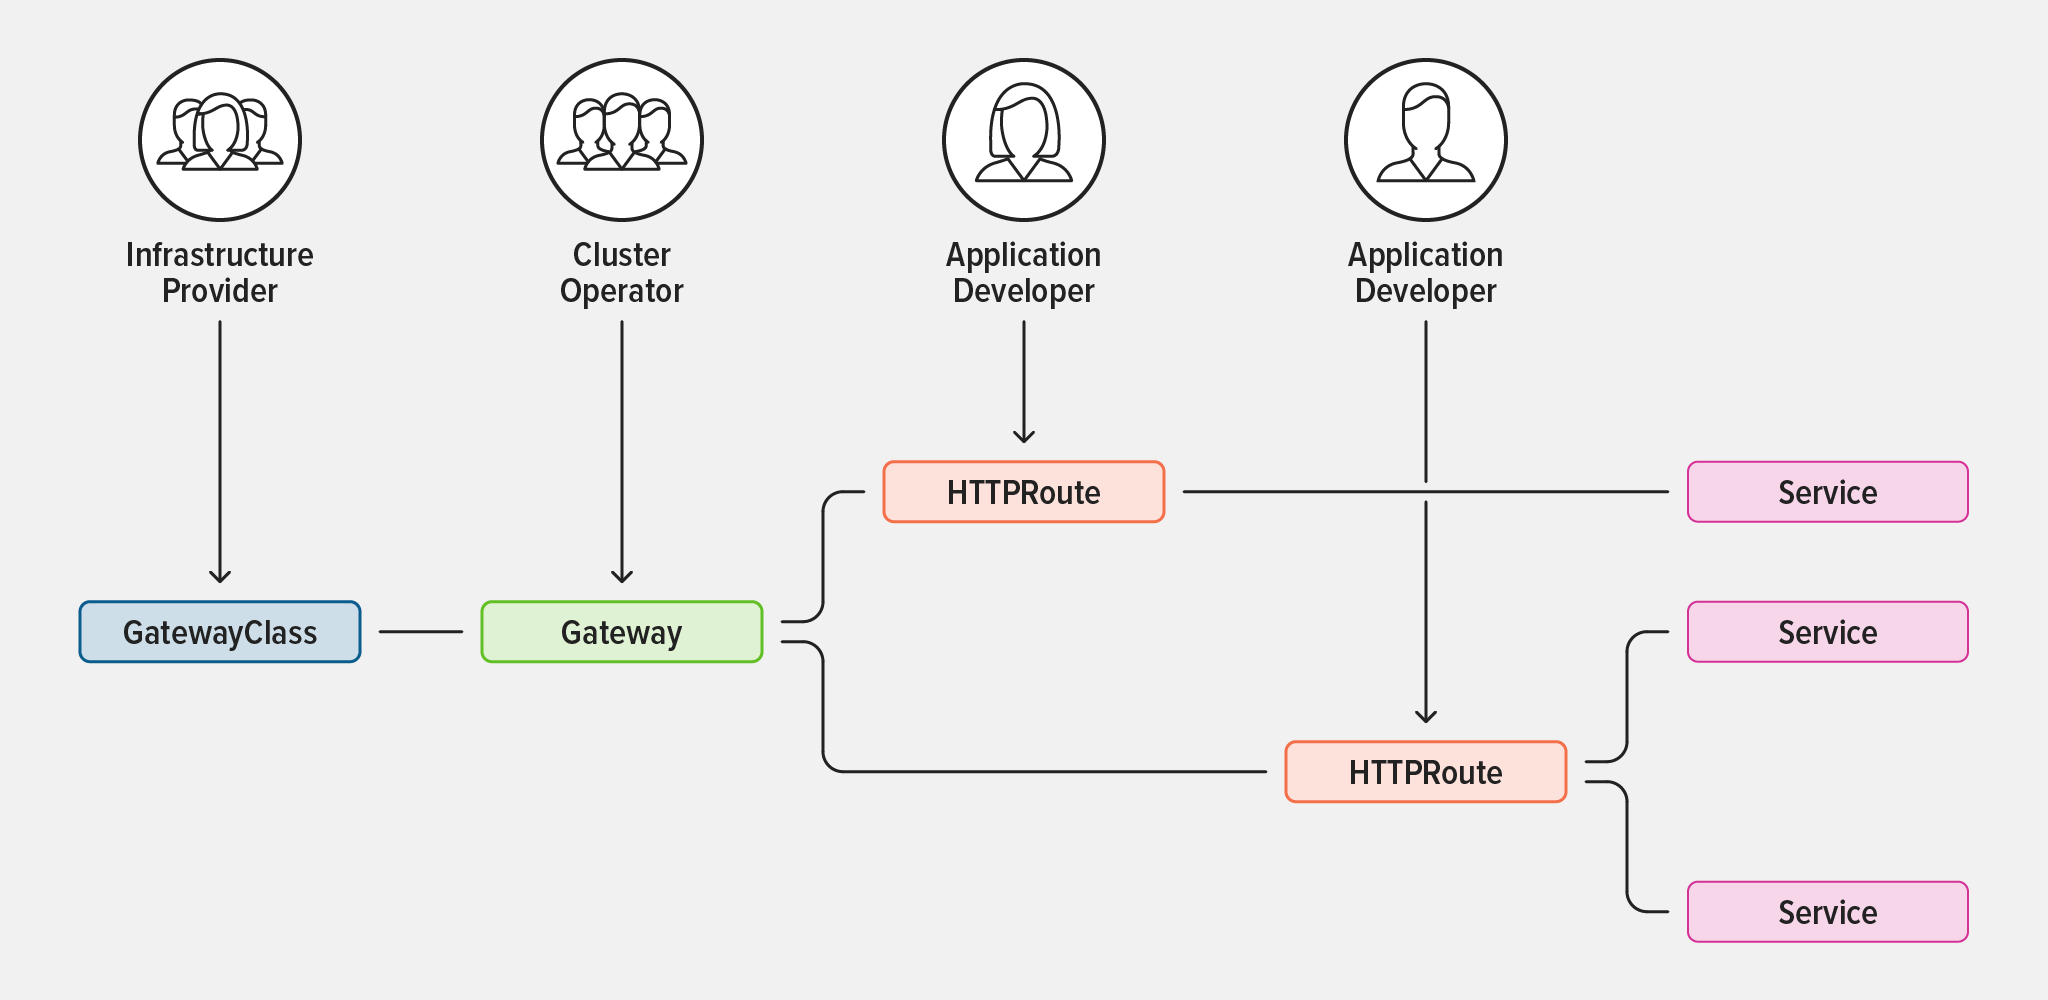 Infrastructure
Provider
Cluster
Operator
Application
Developer
Application
Developer
HTTPRoute
Service
GatewayClass
Gateway
Service
HTTPRoute
Service